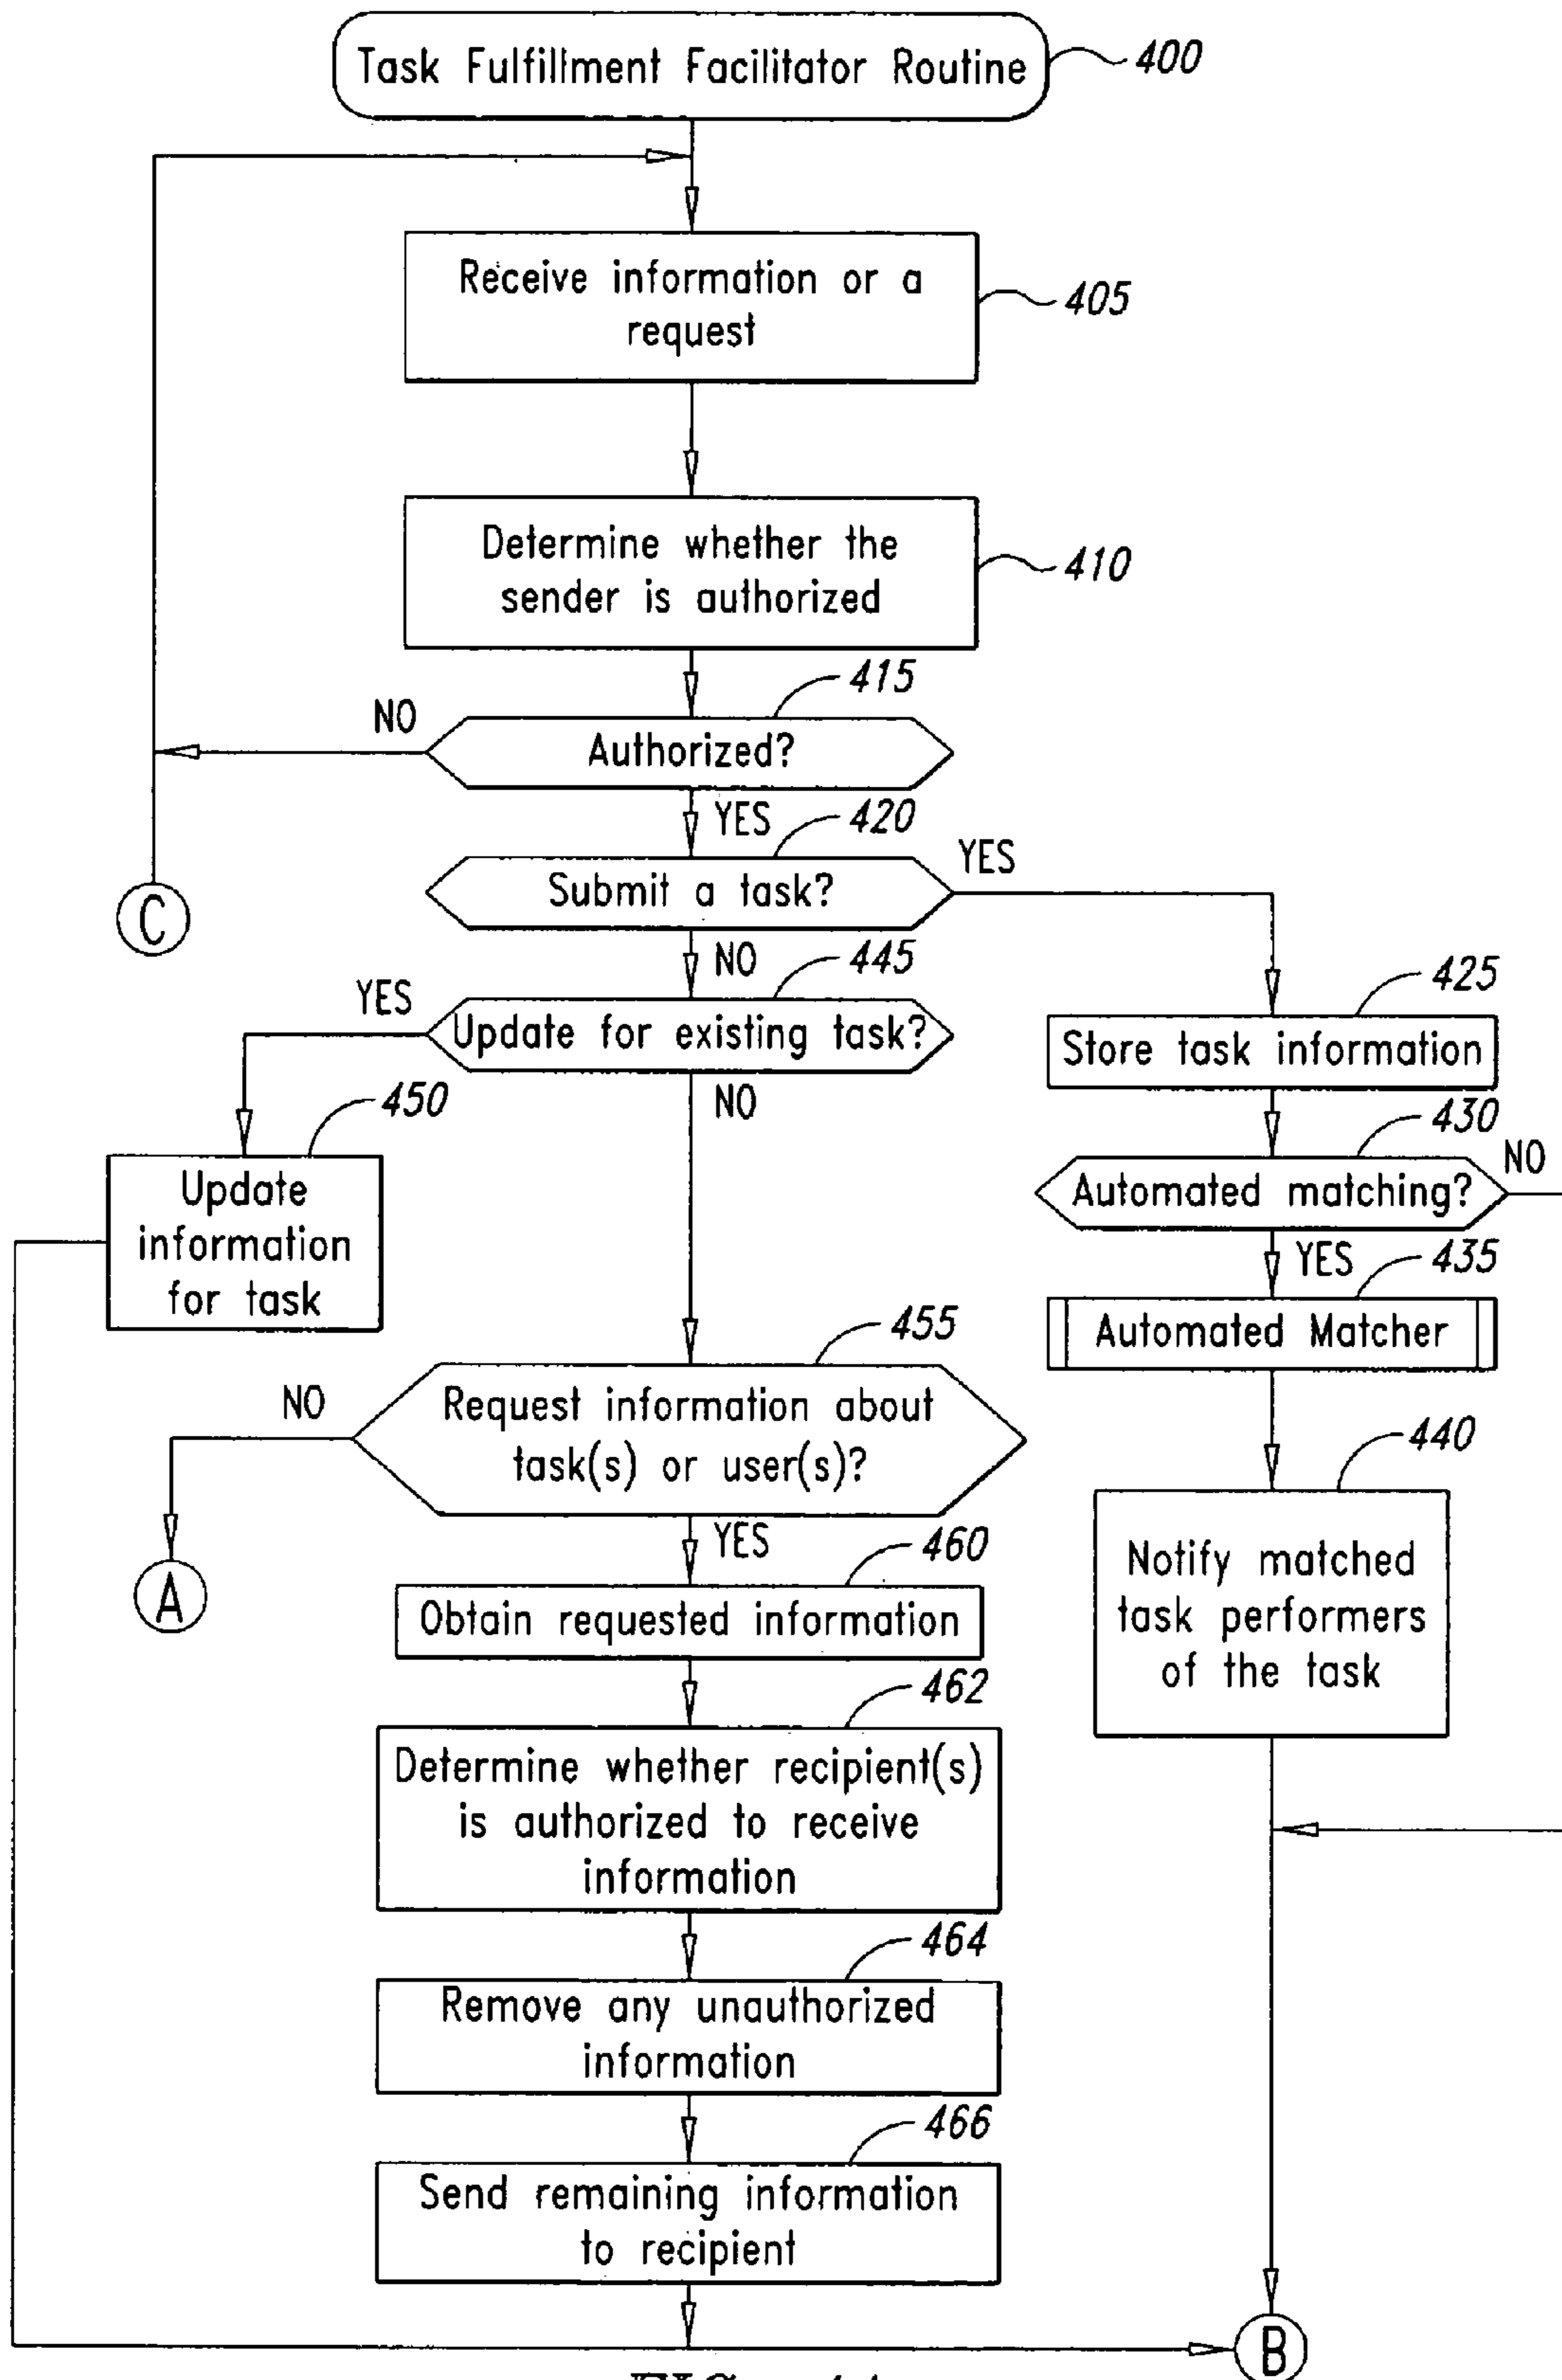 Task Fulfillment Facilitator Routine
400
Receive information or a
request
405
Determine whether the
sender is authorized
410
415
NO
Authorized?
YES
420
Submit a task?
YES
C
NO
445
YES
Update for existing task?
425
Store task information
NO
450
Update
information
for task
430
Automated matching?
NO
YES
435
Automated Matcher
455
NO
Request information about
task(s) or user(s)?
440
Notify matched
task performers
of the task
A
YES
460
Obtain requested information
462
Determine whether recipient(s)
is authorized to receive
information
464
Remove any unauthorized
information
466
Send remaining information
to recipient
B